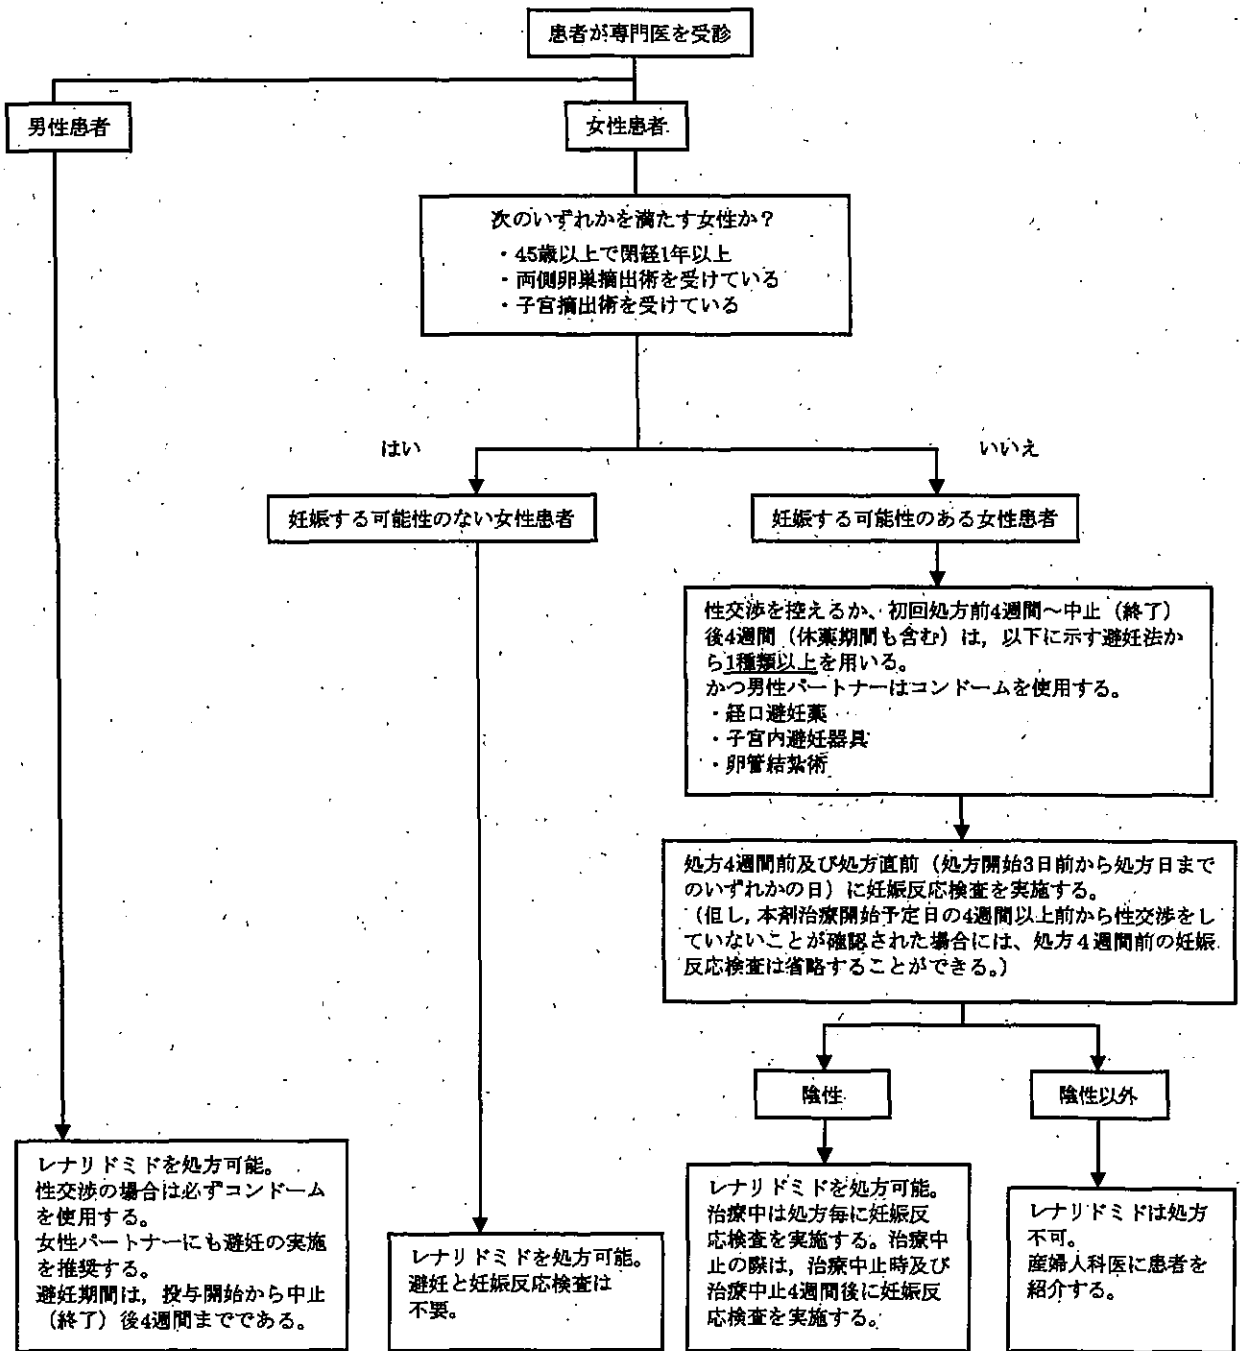 患者が専門医を受診
男性患者
女性患者
次のいずれかを満たす女性か？
・45歳以上で閉経1年以上
・両側卵巣摘出術を受けている
・子宮摘出術を受けている
はい
いいえ
妊娠する可能性のない女性患者
妊娠する可能性のある女性患者
性交渉を控えるか、初回処方前4週間～中止（終了）
後4週間（休薬期間も含む）は，以下に示す避妊法か
ら1種類以上を用いる。
かつ男性パートナーはコンドームを使用する。
・経口避妊薬
・子宮内避妊器具
・卵管結紮術
処方4週間前及び処方直前（処方開始3日前から処方日まで
のいずれかの日）に妊娠反応検査を実施する。
（但し，本剤治療開始予定日の4週間以上前から性交渉をし
ていないことが確認された場合には、処方４週間前の妊娠
反応検査は省略することができる。）
陰性
陰性以外
レナリドミドを処方可能。
性交渉の場合は必ずコンドーム
を使用する。
女性パートナーにも避妊の実施
を推奨する。
避妊期間は，投与開始から中止
（終了）後4週間までである。
レナリドミドを処方可能。
避妊と妊娠反応検査は
不要。
レナリドミドを処方可能。
治療中は処方毎に妊娠反
応検査を実施する。治療中
止の際は，治療中止時及び
治療中止4週間後に妊娠反
応検査を実施する。
レナリドミドは処方
不可。
産婦人科医に患者を
紹介する。